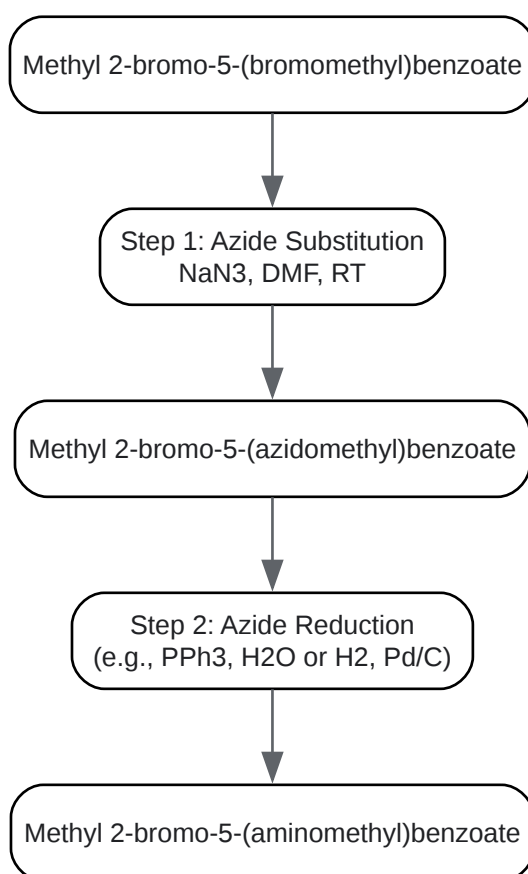 Methyl 2-bromo-5-(bromomethyl)benzoate
Step 1: Azide Substitution
NaN3, DMF, RT
Methyl 2-bromo-5-(azidomethyl)benzoate
Step 2: Azide Reduction
(e.g., PPh3, H2O or H2, Pd/C)
Methyl 2-bromo-5-(aminomethyl)benzoate